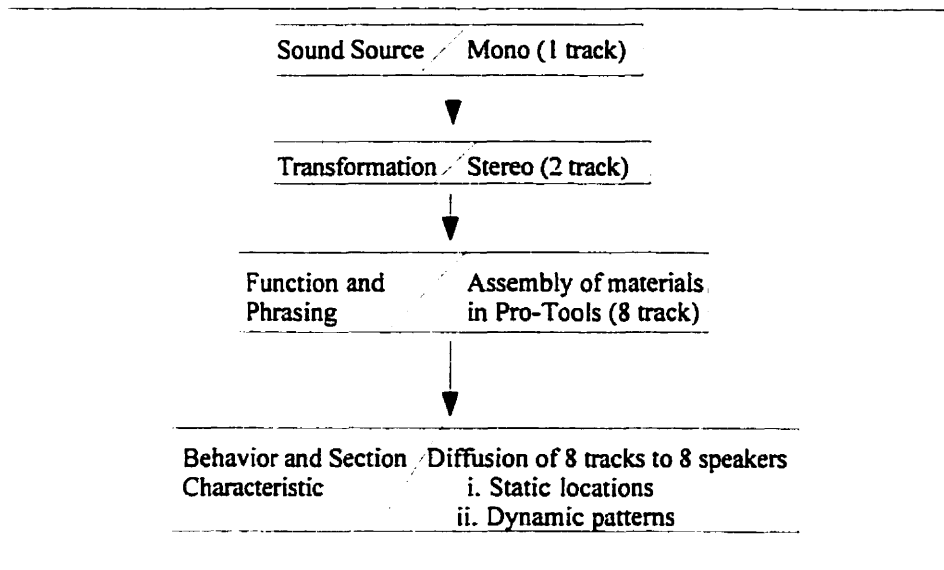 Sound Source / Mono (1 track)
Transformation / Stereo (2 track)
Function and / Assembly of materials
Phrasing in Pro-Tools (8 track)
Behavior and Section / Diffusion of 8 tracks to 8 speakers
Characteristic i. Static locations
ii. Dynamic patterns